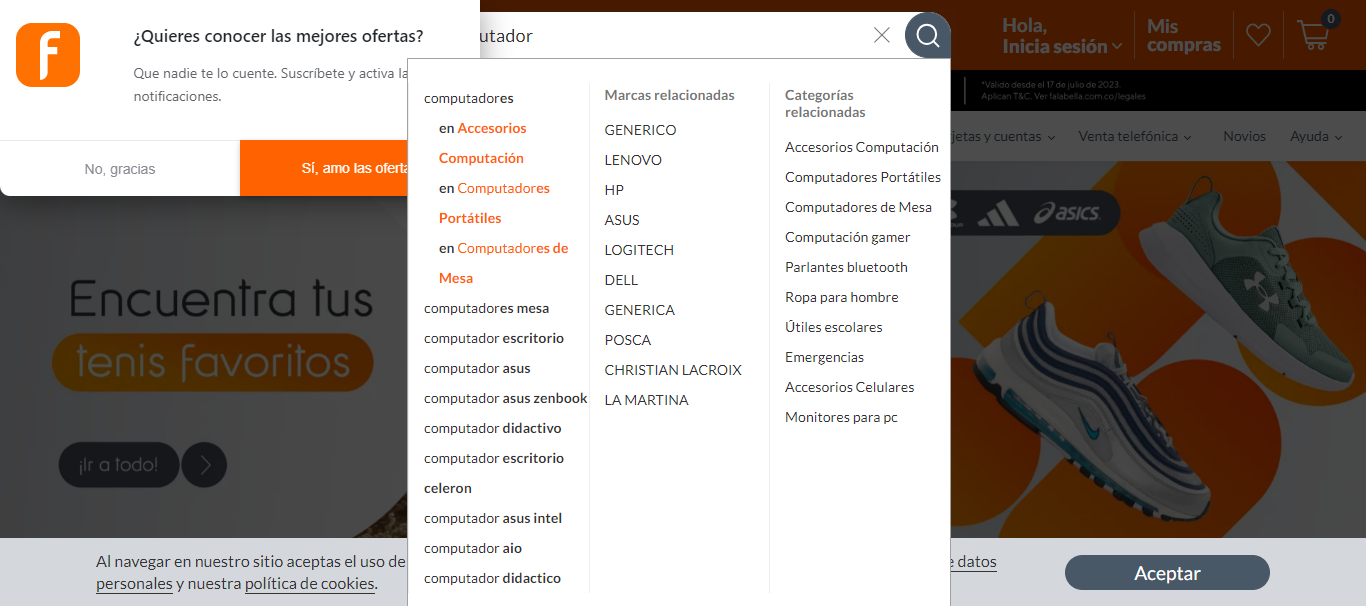 ¿Quieres conocer las mejores ofertas?
Que nadie te lo cuente. Suscríbete y activa la
notificaciones.
No, gracias
Sí, amo las oferta
utador
Hola,
Inicia sesión
Mis
compras
0
*Válido desde el 17 de julio de 2023.
Aplican T&C. Ver falabella.com.co/legales
jetas y cuentas
Venta telefónica
Novios
Ayuda
computadores
en Accesorios
Computación
en Computadores
Portátiles
en Computadores de
Mesa
computadores mesa
computador escritorio
computador asus
computador asus zenbook
computador didactivo
computador escritorio
celeron
computador asus intel
computador aio
computador didactico
Marcas relacionadas
GENERICO
LENOVO
HP
ASUS
LOGITECH
DELL
GENERICA
POSCA
CHRISTIAN LACROIX
LA MARTINA
Categorías
relacionadas
Accesorios Computación
Computadores Portátiles
Computadores de Mesa
Computación gamer
Parlantes bluetooth
Ropa para hombre
Útiles escolares
Emergencias
Accesorios Celulares
Monitores para pc
Encuentra tus
tenis favoritos
¡Ir a todo!
asics
Al navegar en nuestro sitio aceptas el uso de
e datos
personales y nuestra política de cookies.
Aceptar